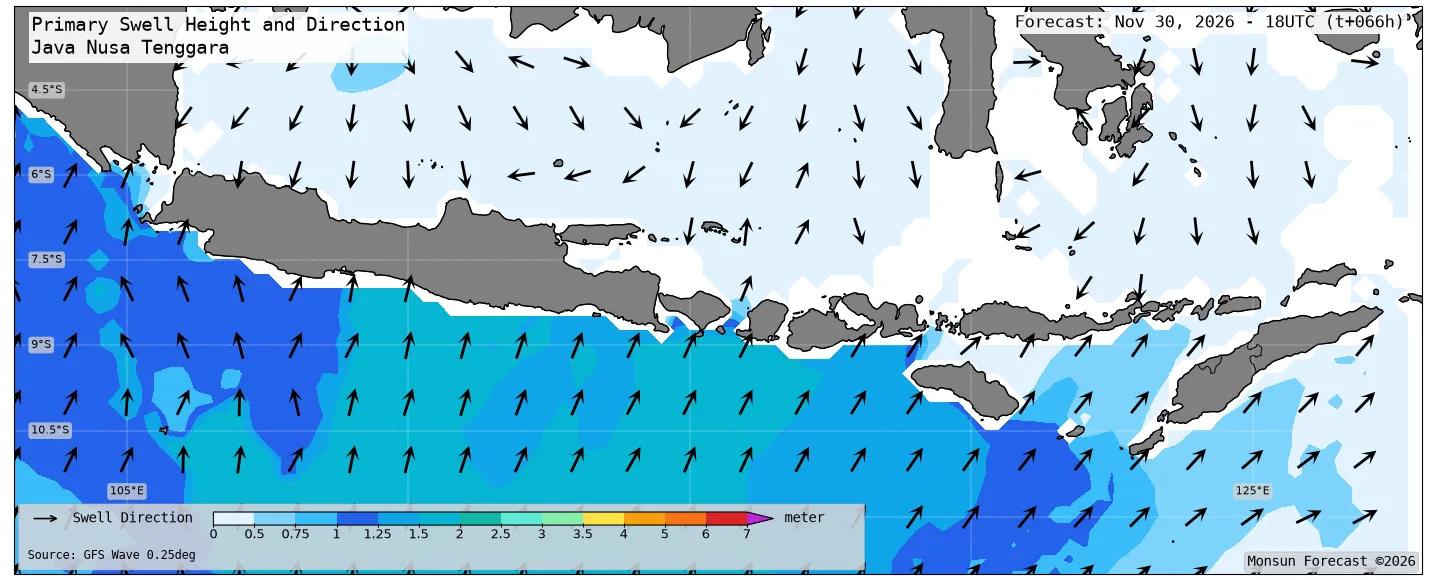 Primary Swell Height and Direction
Java Nusa Tenggara
Forecast: Nov 30, 2026 - 18UTC (t+066h)
4.5°S
6°S
7.5°S
9°S
10.5°S
105°E
125°E
Swell Direction
0 0.5 0.75 1 1.25 1.5 2 2.5 3 3.5 4 5 6 7
meter
Source: GFS Wave 0.25deg
Monsun Forecast ©2026